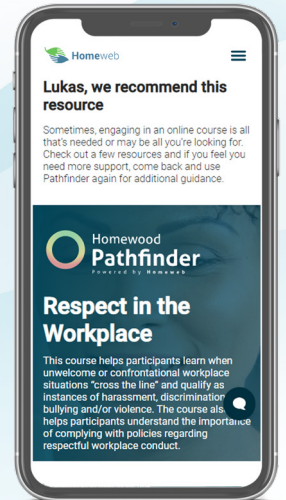 Homeweb
Lukas, we recommend this
resource
Sometimes, engaging in an online course is all
that's needed or may be all you're looking for.
Check out a few resources and if you feel you
need more support, come back and use
Pathfinder again for additional guidance.
Homewood
Pathfinder
Powered by Homeweb
Respect in the
Workplace
This course helps participants learn when
unwelcome or confrontational workplace
situations "cross the line" and qualify as
instances of harassment, discrimination
bullying and/or violence. The course als
helps participants understand the importance
of complying with policies regarding
respectful workplace conduct.